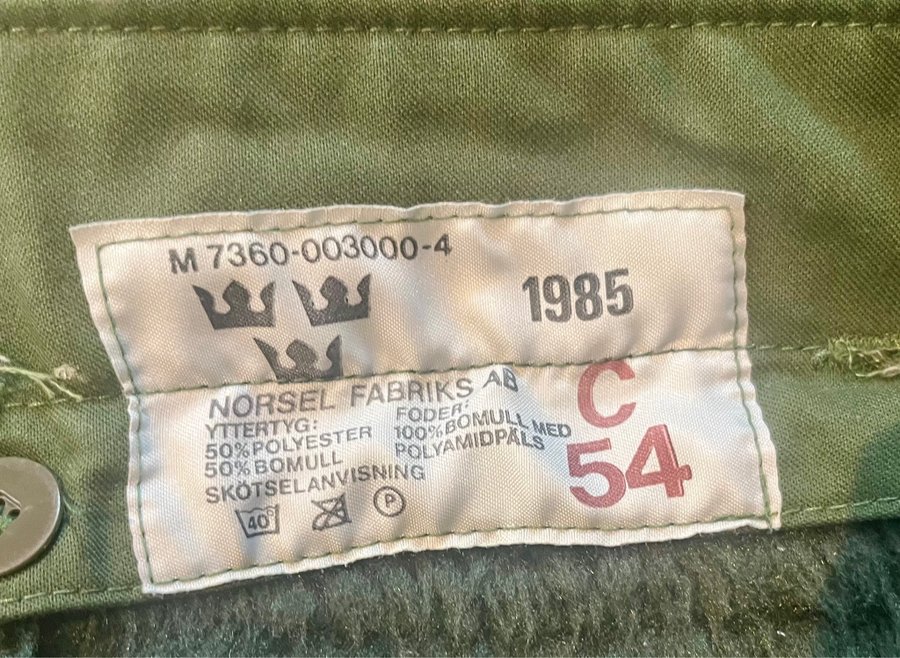 M 7360-003000-4
1985
NORSEL FABRIKS AB
YTTERTYG:
50%POLYESTER
50%BOMULL
FODER:
100%BOMULL MED
POLYAMIDPÄLS
SKÖTSELANVISNING
40°
P
C
54